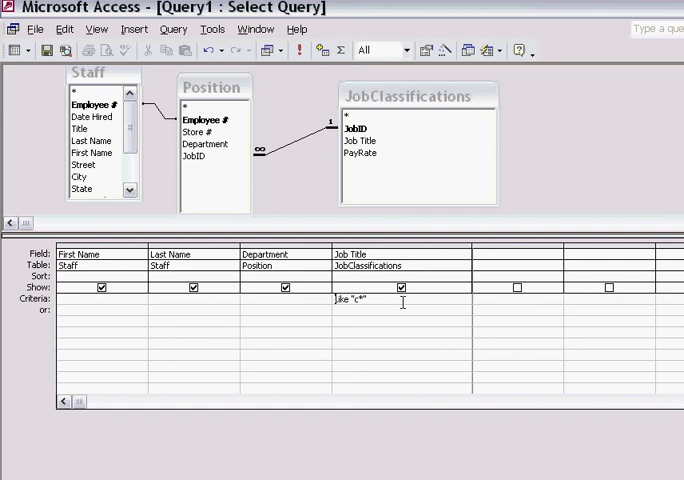 Microsoft Access - [Query1 : Select Query]
File Edit View Insert Format Query Tools Window Help
Type a que
Σ All
Staff
*
Employee #
Date Hired
Title
Last Name
First Name
Street
City
State
Position
*
Employee #
Store #
Department
JobID
∞
1
JobClassifications
*
JobID
Job Title
PayRate
Field: First Name Last Name Department Job Title
Table: Staff Staff Position JobClassifications
Sort:
Show:
Criteria: Like "c*"
or: